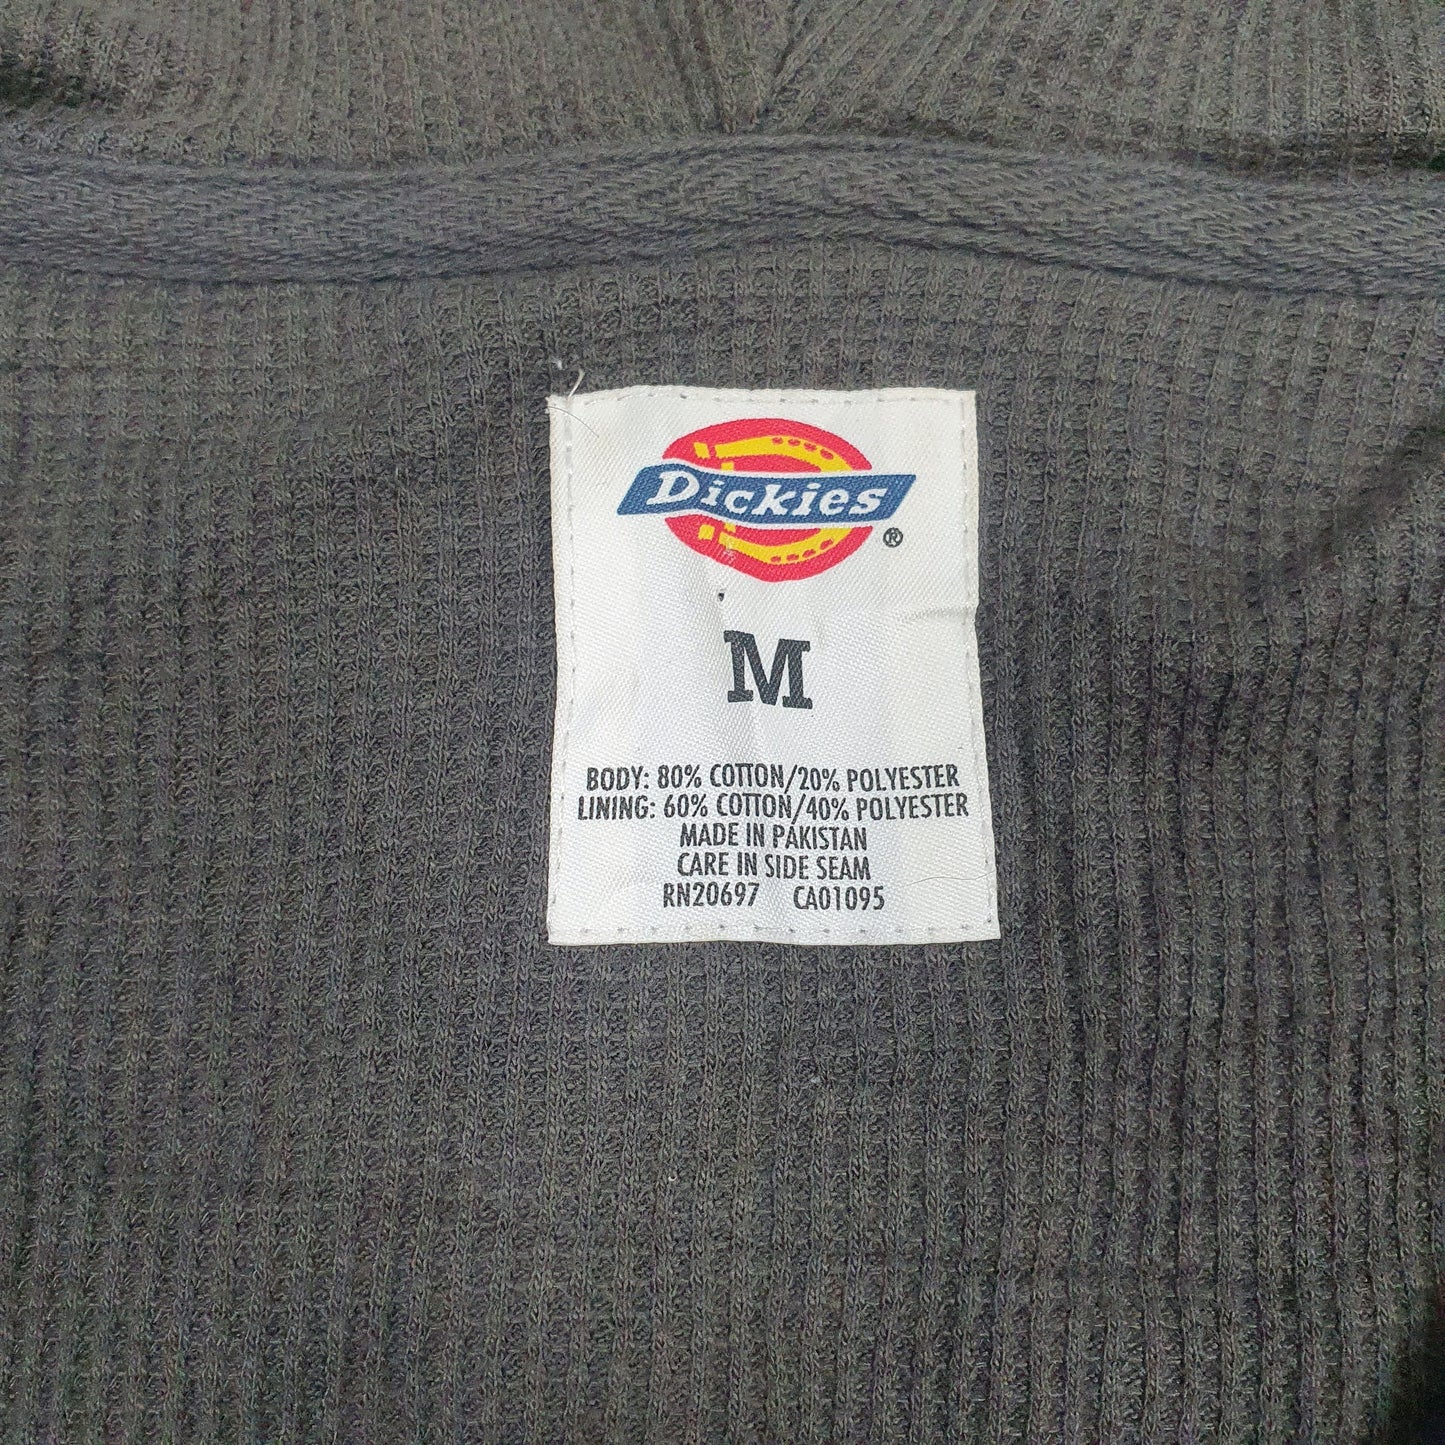 Dickies
®
M
BODY: 80% COTTON/20% POLYESTER
LINING: 60% COTTON/40% POLYESTER
MADE IN PAKISTAN
CARE IN SIDE SEAM
RN20697 CA01095